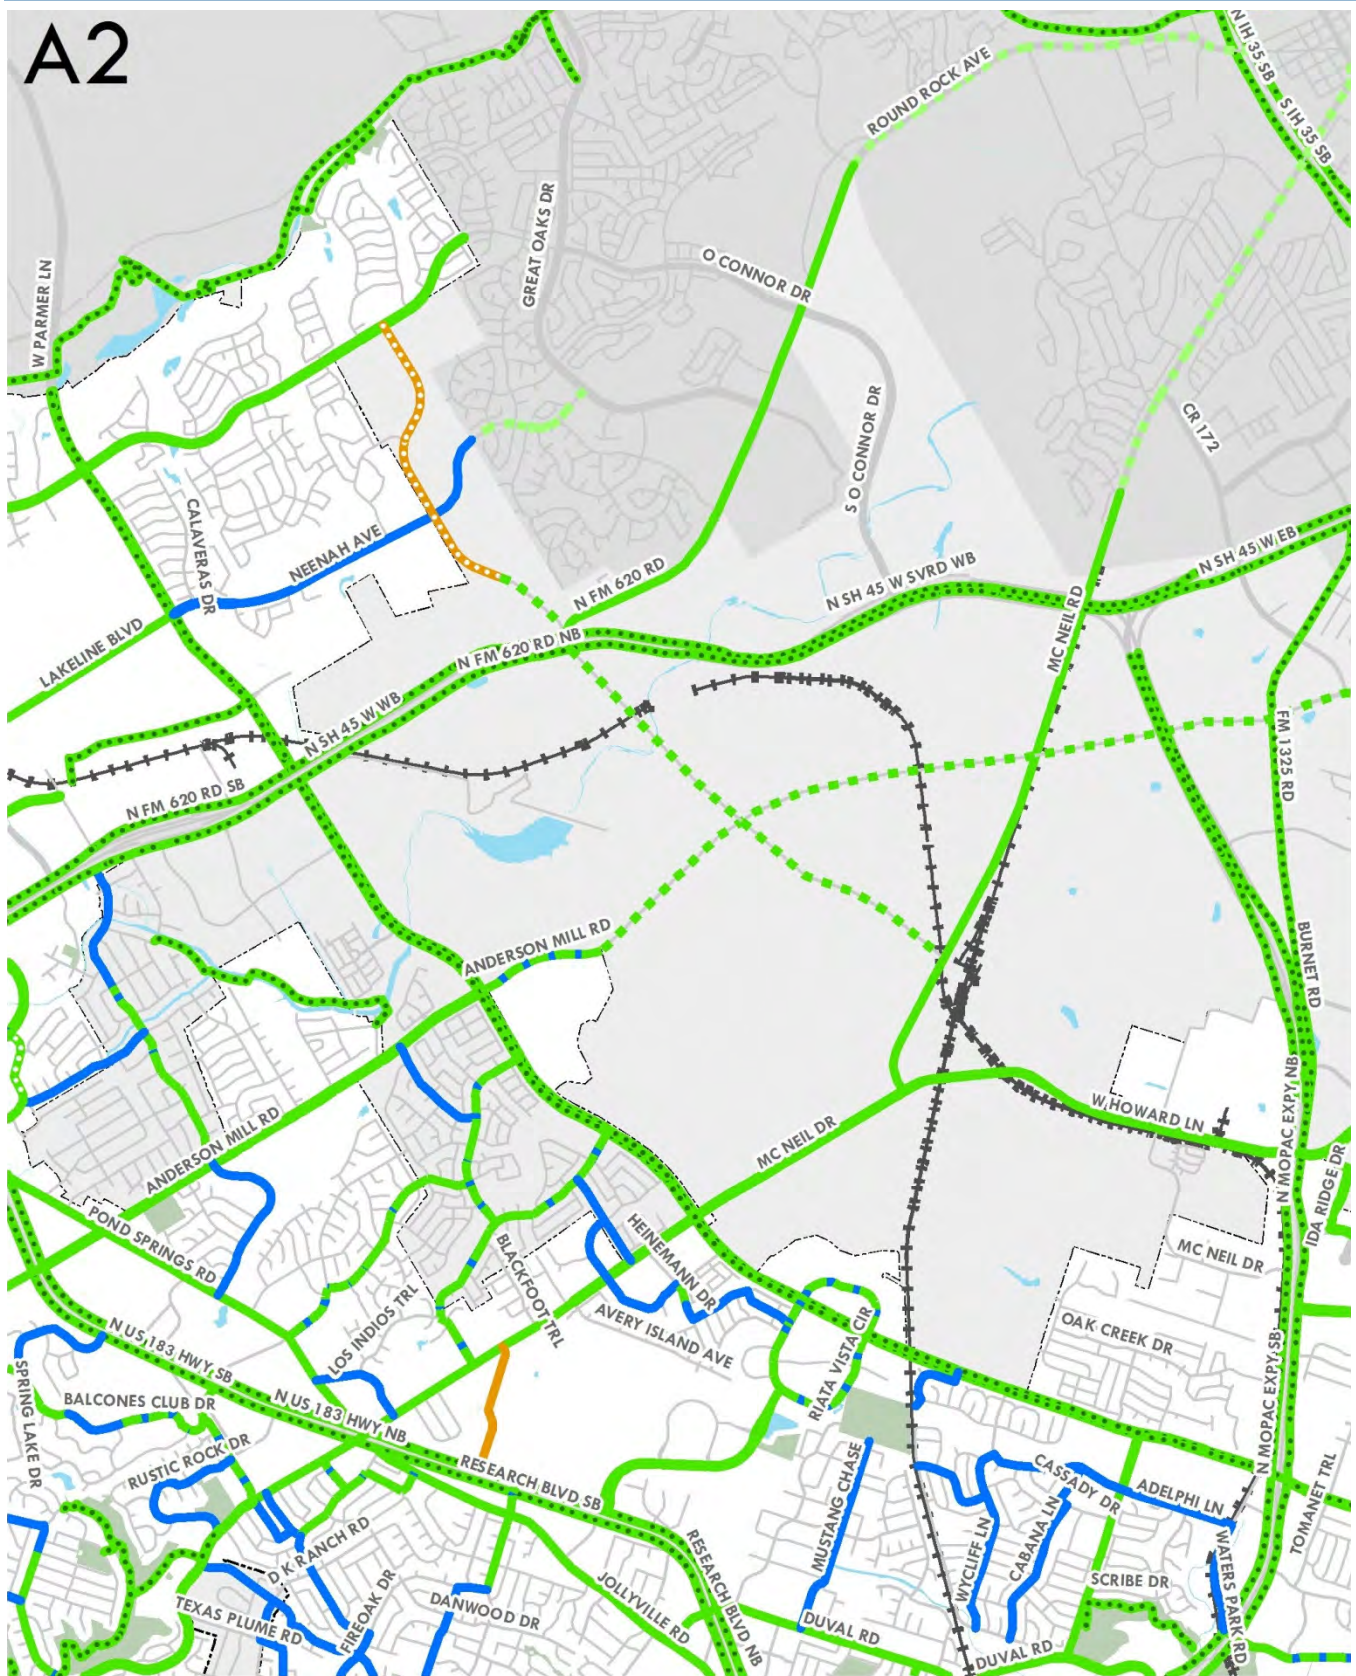 A2
N IH 35 SB
ROUND ROCK AVE
S IH 35 SB
GREAT OAKS DR
O CONNOR DR
W PARMER LN
CR 172
S O CONNOR DR
CALAVERAS DR
NEENAH AVE
N SH 45 W EB
N SH 45 W SVRD WB
N FM 620 RD
MC NEIL RD
LAKELINE BLVD
N FM 620 RD NB
N SH 45 W WB
FM 1325 RD
N FM 620 RD SB
ANDERSON MILL RD
BURNET RD
W HOWARD LN
MC NEIL DR
ANDERSON MILL RD
N MOPAC EXPY NB
IDA RIDGE DR
POND SPRINGS RD
HEINEMANN DR
MC NEIL DR
BLACKFOOT TRL
LOS INDIOS TRL
AVERY ISLAND AVE
OAK CREEK DR
N US 183 HWY SB
RIATA VISTA CIR
N MOPAC EXPY SB
SPRING LAKE DR
BALCONES CLUB DR
N US 183 HWY NB
RUSTIC ROCK DR
RESEARCH BLVD SB
MUSTANG CHASE
CASSADY DR
ADELPHI LN
TOMANET TRL
D K RANCH RD
RESEARCH BLVD NB
WYCLIFF LN
CABANA LN
WATERS PARK RD
SCRIBE DR
FIREOAK DR
DANWOOD DR
JOLLYVILLE RD
TEXAS PLUME RD
DUVAL RD
DUVAL RD